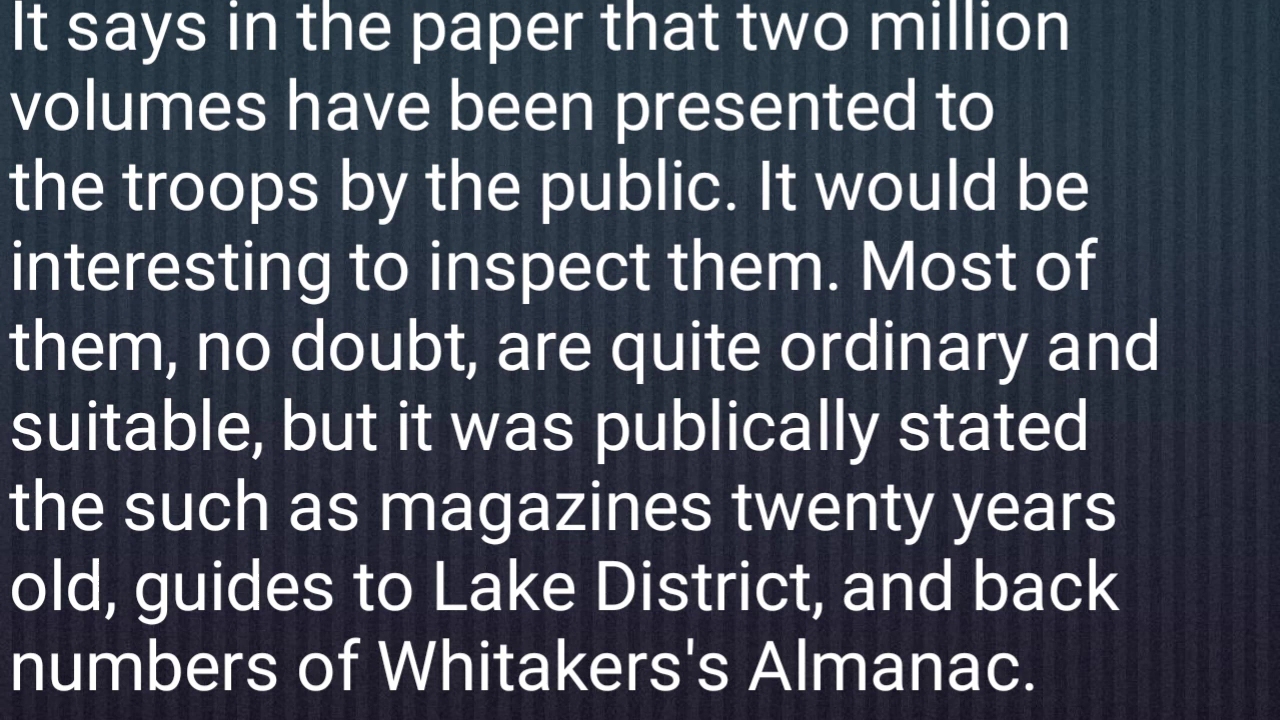 It says in the paper that two million
volumes have been presented to
the troops by the public. It would be
interesting to inspect them. Most of
them, no doubt, are quite ordinary and
suitable, but it was publically stated
the such as magazines twenty years
old, guides to Lake District, and back
numbers of Whitakers's Almanac.